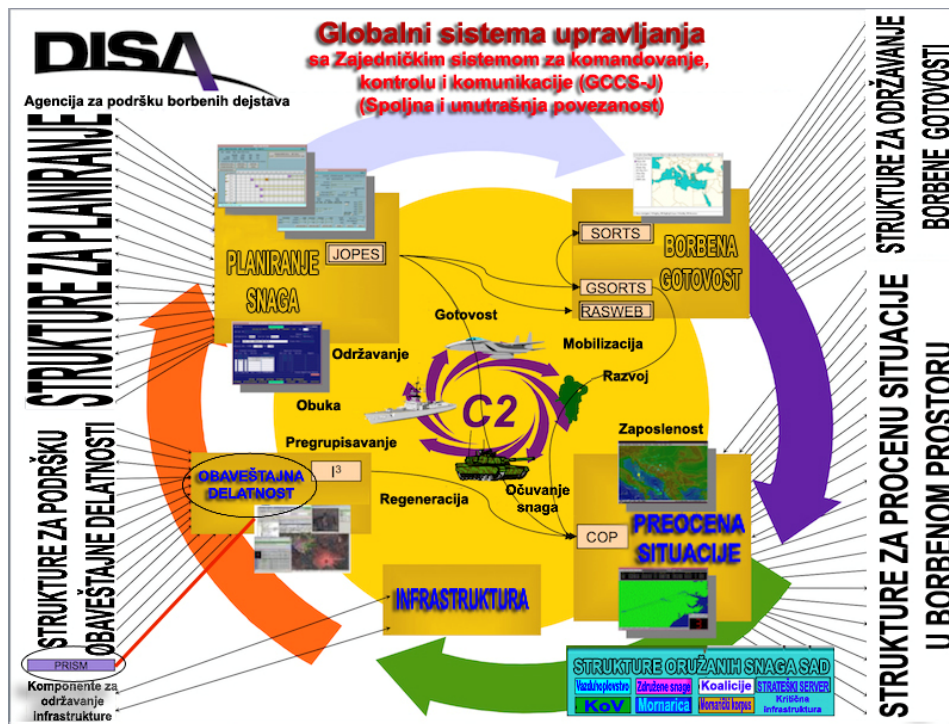 DISA
Agencija za podršku borbenih dejstava
Globalni sistema upravljanja
sa Zajedničkim sistemom za komandovanje,
kontrolu i komunikacije (GCCS-J)
(Spoljna i unutrašnja povezanost)
STRUKTURE ZA PLANIRANJE
STRUKTURE ZA PODRŠKU
OBAVEŠTAJNE DELATNOSTI
PRISM
Komponente za
održavanje
infrastrukture
PLANIRANJE
SNAGA
JOPES
SORTS
GSORTS
RASWEB
BORBENA
GOTOVOST
Gotovost
Održavanje
Mobilizacija
Obuka
Razvoj
C2
Pregrupisavanje
Zaposlenost
OBAVEŠTAJNA
DELATNOST
I³
Regeneracija
Očuvanje
snaga
COP
PREOCENA
SITUACIJE
INFRASTRUKTURA
STRUKTURE ORUŽANIH SNAGA SAD
Vazduhoplovstvo
Združene snage
Koalicije
STRATEŠKI SERVER
KoV
Mornarica
Mornarički korpus
Kritična
Infrastruktura
STRUKTURE ZA ODRŽAVANJE
BORBENE GOTOVOSTI
STRUKTURE ZA PROCENU SITUACIJE
U BORBENOM PROSTORU